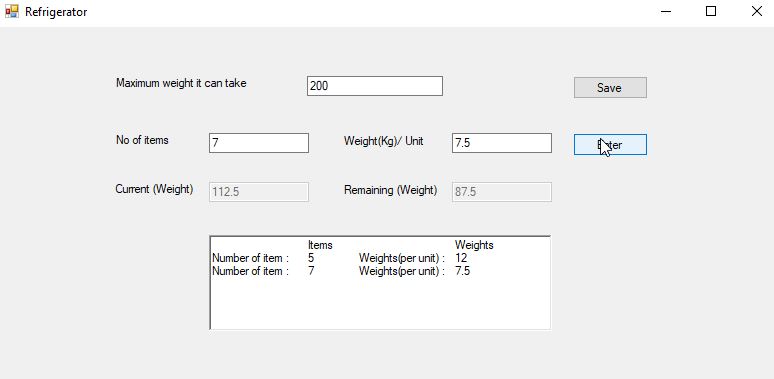 Refrigerator
Maximum weight it can take 200 Save
No of items 7 Weight(Kg)/ Unit 7.5
Current (Weight) 112.5 Remaining (Weight) 87.5
Items Weights
Number of item : 5 Weights(per unit) : 12
Number of item : 7 Weights(per unit) : 7.5